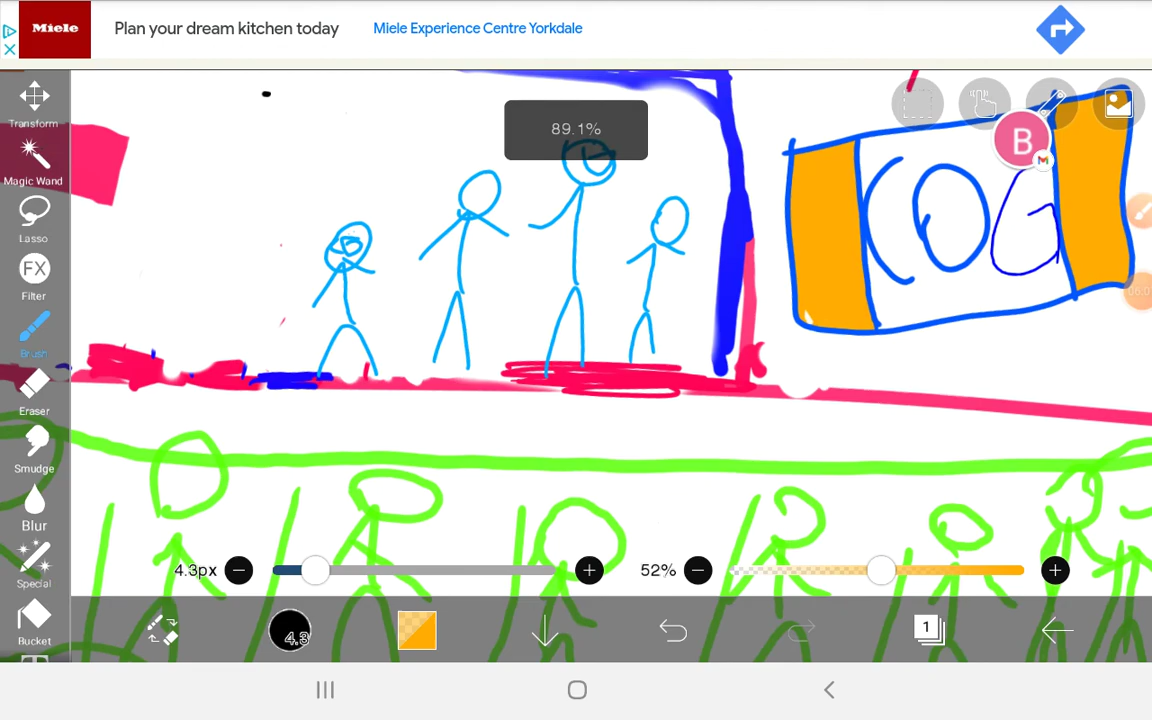 Miele
Plan your dream kitchen today
Miele Experience Centre Yorkdale
89.1%
B
COG
Transform
Magic Wand
Lasso
FX
Filter
Brush
Eraser
Smudge
Blur
Special
Bucket
4.3px
52%
4.3
1